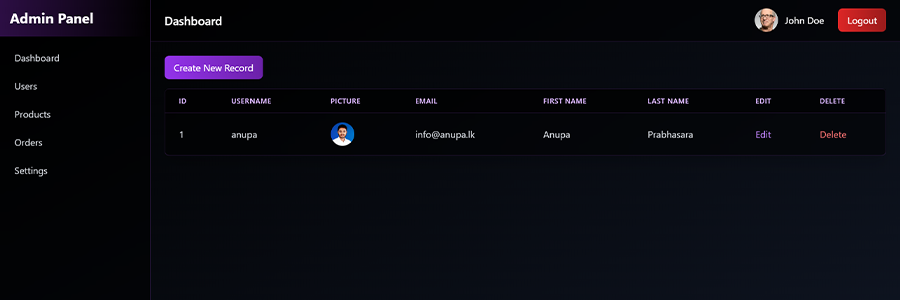 Admin Panel
Dashboard
Users
Products
Orders
Settings
Dashboard
John Doe
Logout
Create New Record
ID USERNAME PICTURE EMAIL FIRST NAME LAST NAME EDIT DELETE
1 anupa info@anupa.lk Anupa Prabhasara Edit Delete